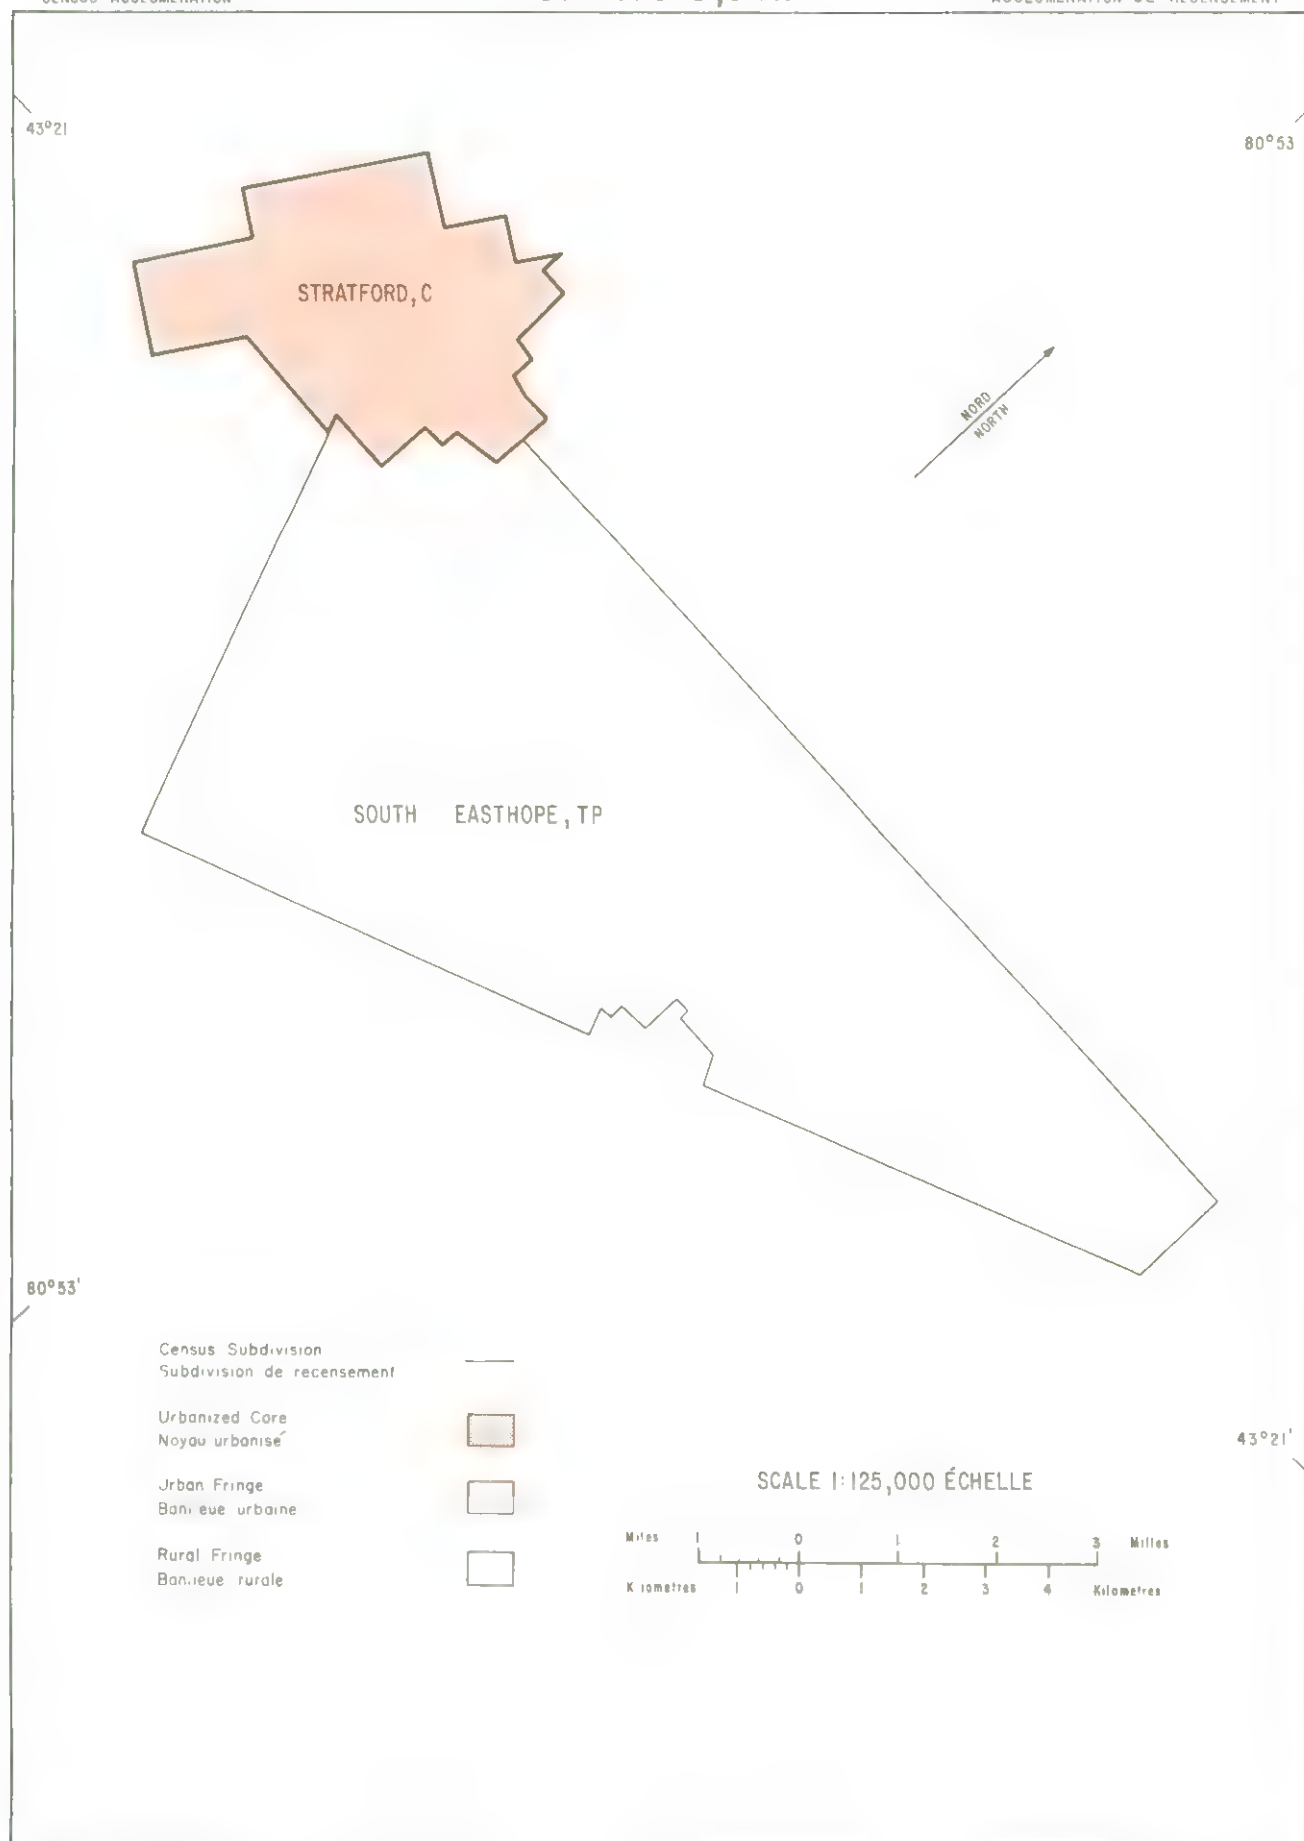 43°21
80°53
STRATFORD, C
NORD
NORTH
SOUTH EASTHOPE, TP
80°53'
Census Subdivision
Subdivision de recensement
Urbanized Core
Noyau urbanisé
Urban Fringe
Banlieue urbaine
Rural Fringe
Banlieue rurale
43°21'
SCALE 1:125,000 ÉCHELLE
Miles 1 0 1 2 3 Milles
Kilometres 1 0 1 2 3 4 Kilometres